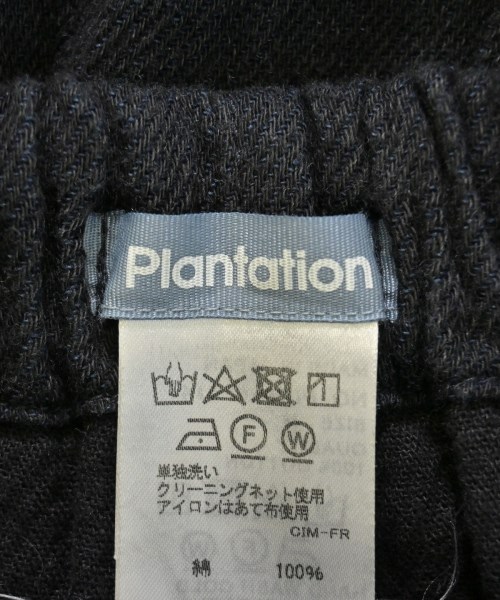 Plantation
F W
単独洗い
クリーニングネット使用
アイロンはあて布使用
CIM-FR
綿 100%